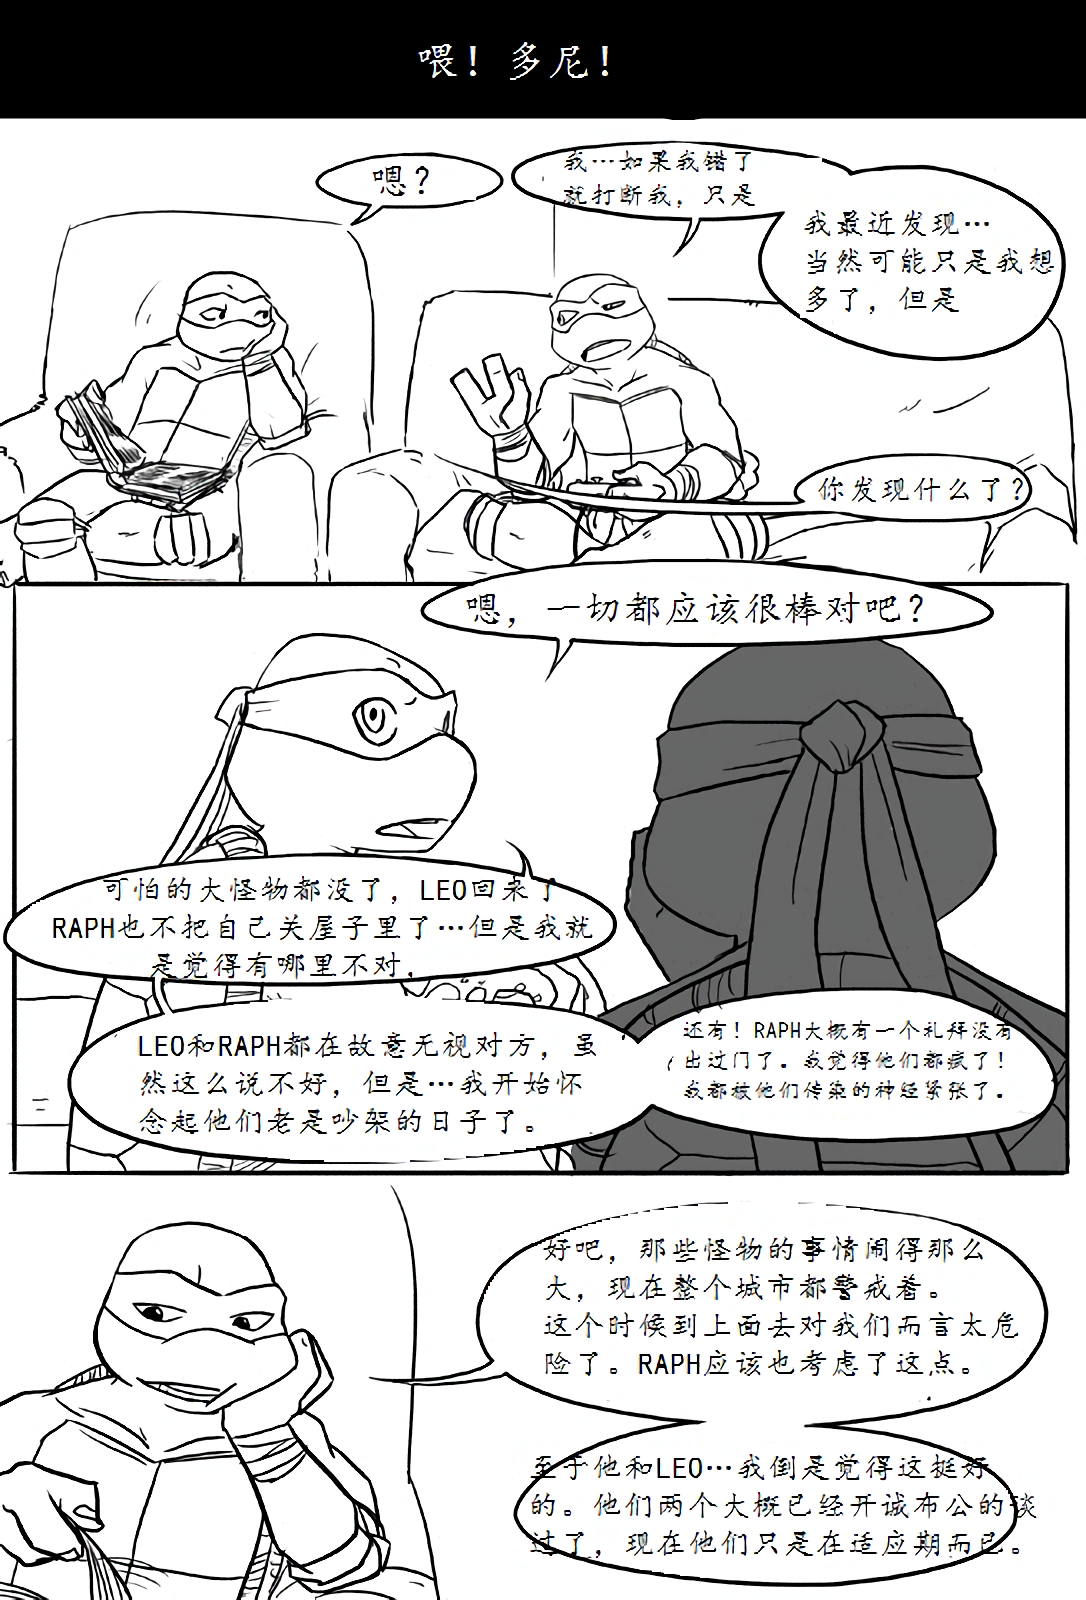 喂！多尼！
嗯？
我…如果我错了
就打断我，只是
我最近发现…
当然可能只是我想
多了，但是
你发现什么了？
嗯，一切都应该很棒对吧？
可怕的大怪物都没了，LEO回来了
RAPH也不把自己关屋子里了…但是我就
是觉得有哪里不对，
LEO和RAPH都在故意无视对方，虽
然这么说不好，但是…我开始怀
念起他们老是吵架的日子了。
还有！RAPH大概有一个礼拜没有
出过门了。我觉得他们都疯了！
我都被他们传染的神经紧张了。
好吧，那些怪物的事情闹得那么
大，现在整个城市都警戒着。
这个时候到上面去对我们而言太危
险了。RAPH应该也考虑了这点。
至于他和LEO…我倒是觉得这挺好
的。他们两个大概已经开诚布公的谈
过了，现在他们只是在适应期而已。